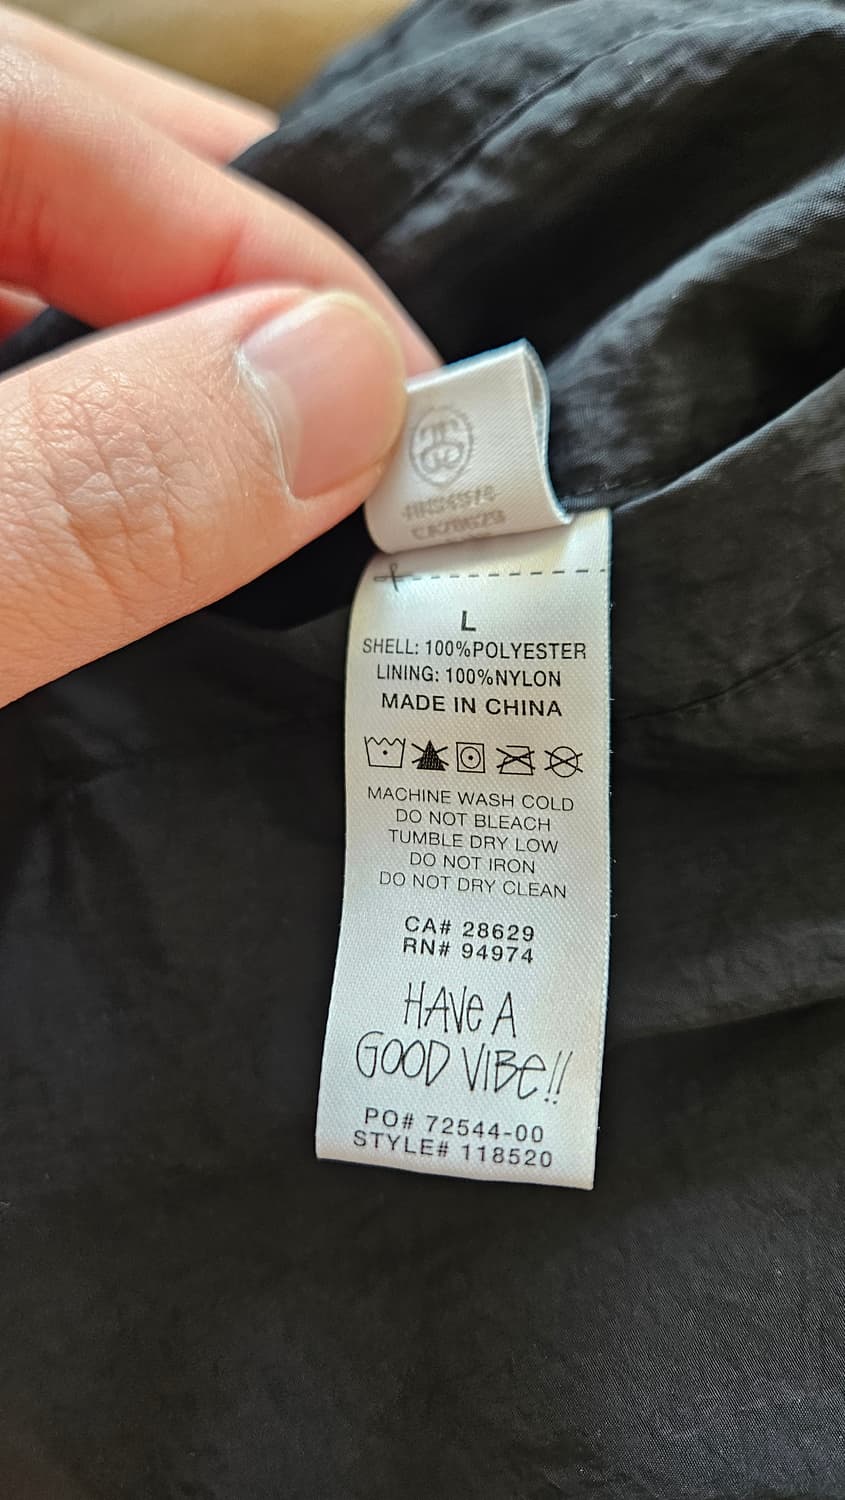 L
SHELL: 100%POLYESTER
LINING: 100%NYLON
MADE IN CHINA
MACHINE WASH COLD
DO NOT BLEACH
TUMBLE DRY LOW
DO NOT IRON
DO NOT DRY CLEAN
CA# 28629
RN# 94974
HAVe A
GOOD VIBe!!
PO# 72544-00
STYLE# 118520